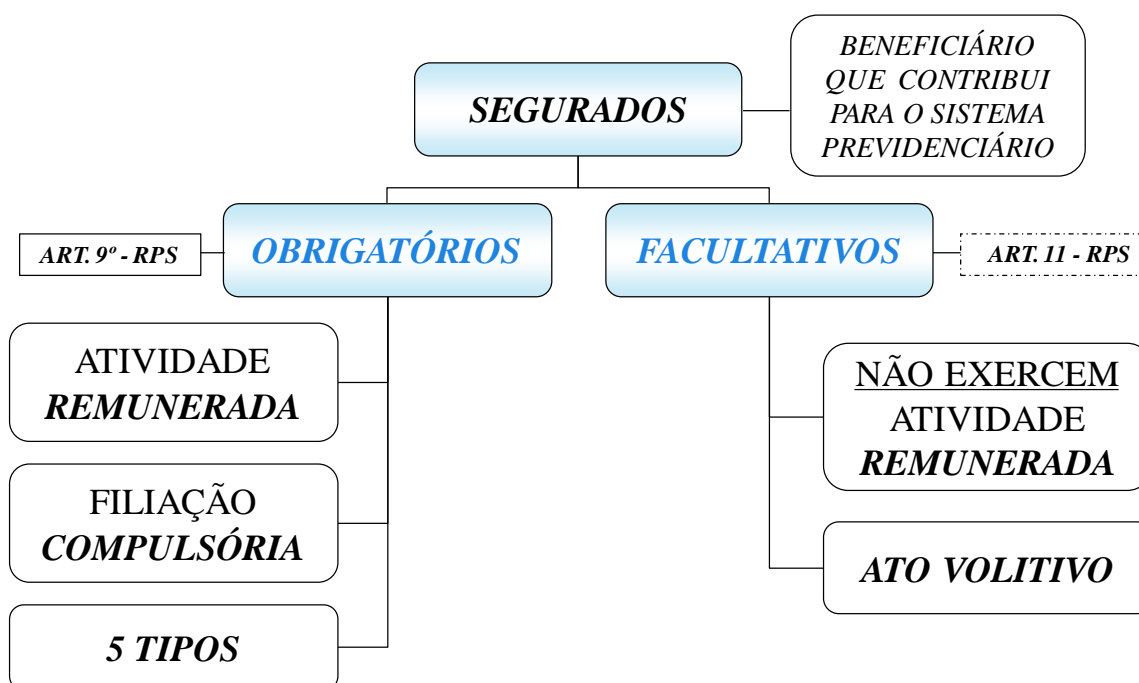 BENEFICIÁRIO
QUE CONTRIBUI
PARA O SISTEMA
PREVIDENCIÁRIO
SEGURADOS
ART. 9º - RPS
OBRIGATÓRIOS
FACULTATIVOS
ART. 11 - RPS
ATIVIDADE
REMUNERADA
FILIAÇÃO
COMPULSÓRIA
5 TIPOS
NÃO EXERCEM
ATIVIDADE
REMUNERADA
ATO VOLITIVO